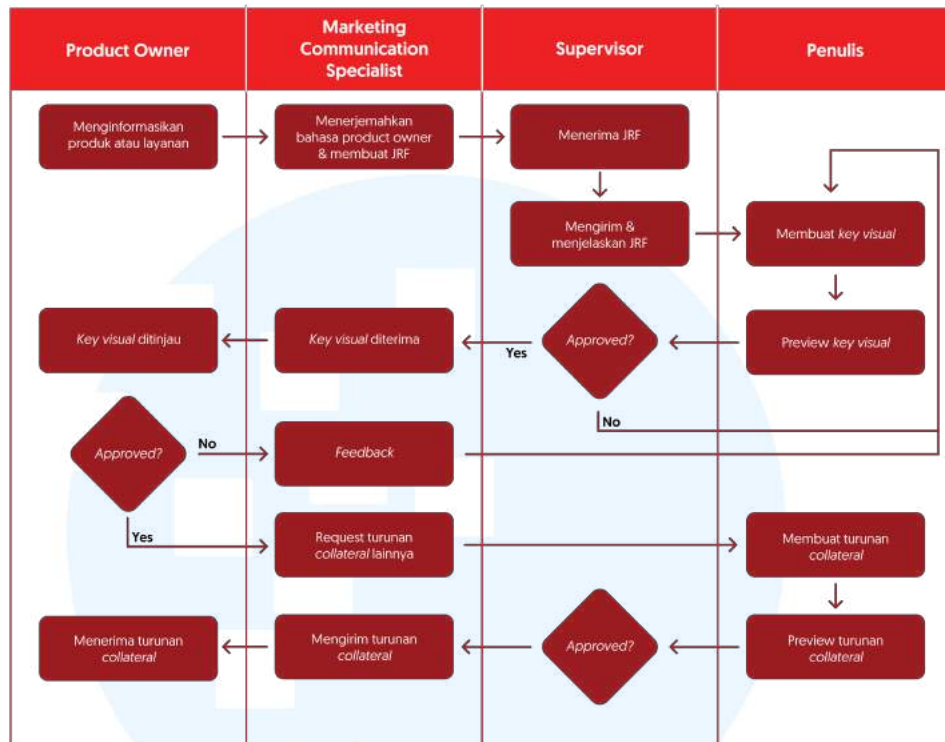 Product Owner
Marketing
Communication
Specialist
Supervisor
Penulis
Menginformasikan
produk atau layanan
Menerjemahkan
bahasa product owner
& membuat JRF
Menerima JRF
Mengirim &
menjelaskan JRF
Membuat key visual
Key visual ditinjau
Key visual diterima
Yes
Approved?
Preview key visual
No
Approved?
No
Feedback
Yes
Request turunan
collateral lainnya
Membuat turunan
collateral
Menerima turunan
collateral
Mengirim turunan
collateral
Approved?
Preview turunan
collateral